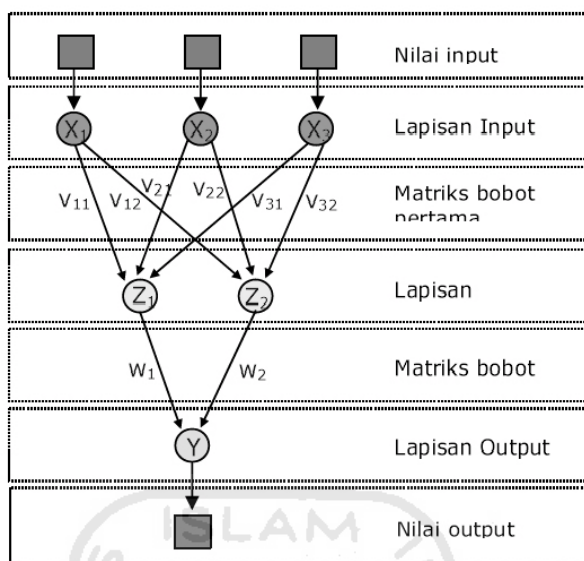 Nilai input
X1 X2 X3 Lapisan Input
V11 V12 V21 V22 V31 V32 Matriks bobot
pertama
Z1 Z2 Lapisan
W1 W2 Matriks bobot
Y Lapisan Output
ISLAM
Nilai output